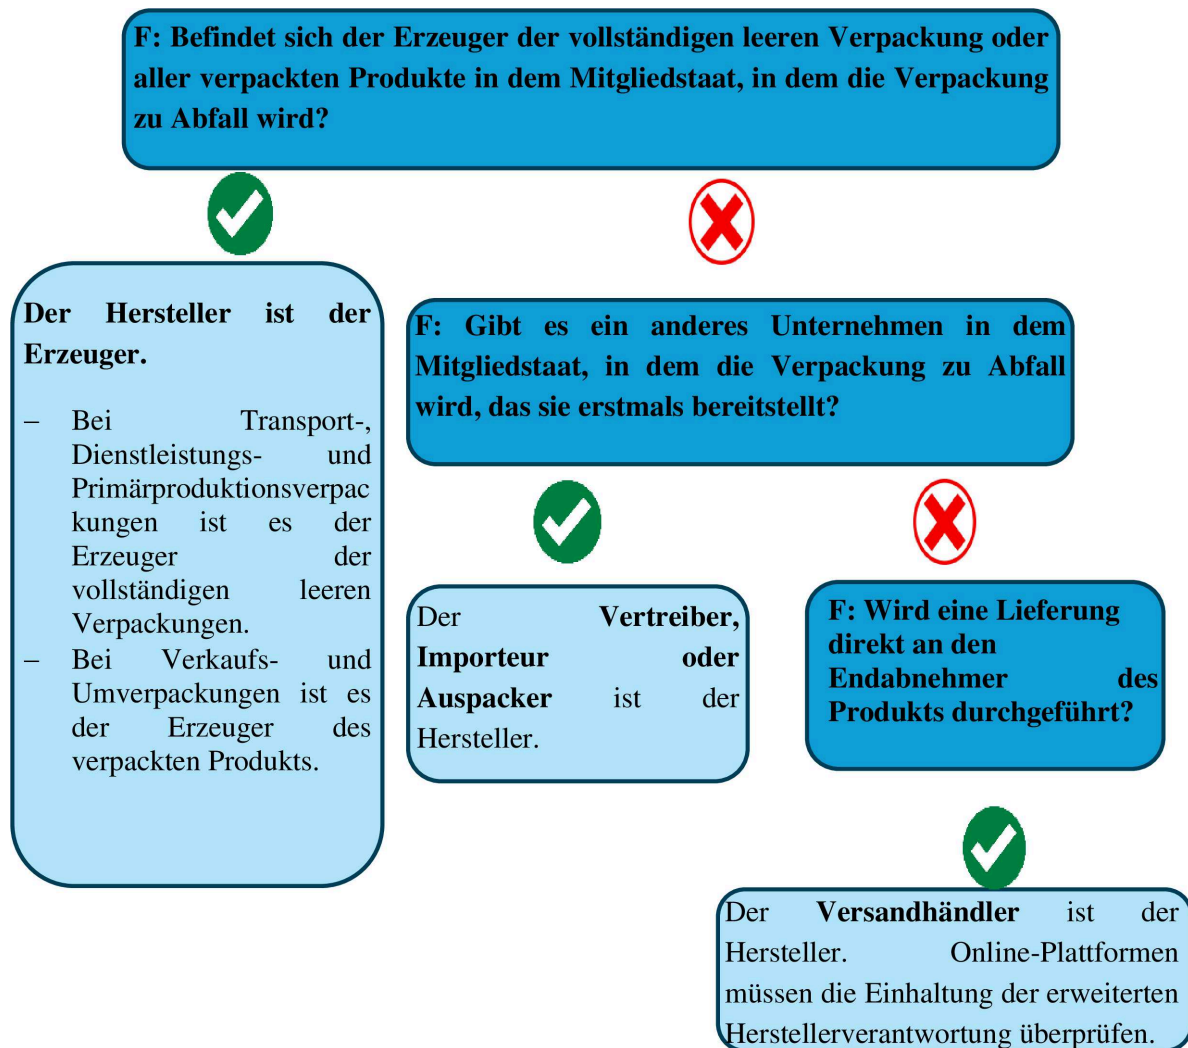 F: Befindet sich der Erzeuger der vollständigen leeren Verpackung oder
aller verpackten Produkte in dem Mitgliedstaat, in dem die Verpackung
zu Abfall wird?
Der Hersteller ist der
Erzeuger.
– Bei Transport-,
Dienstleistungs- und
Primärproduktionsverpac
kungen ist es der
Erzeuger der
vollständigen leeren
Verpackungen.
– Bei Verkaufs- und
Umverpackungen ist es
der Erzeuger des
verpackten Produkts.
F: Gibt es ein anderes Unternehmen in dem
Mitgliedstaat, in dem die Verpackung zu Abfall
wird, das sie erstmals bereitstellt?
Der Vertreiber,
Importeur oder
Auspacker ist der
Hersteller.
F: Wird eine Lieferung
direkt an den
Endabnehmer des
Produkts durchgeführt?
Der Versandhändler ist der
Hersteller. Online-Plattformen
müssen die Einhaltung der erweiterten
Herstellerverantwortung überprüfen.